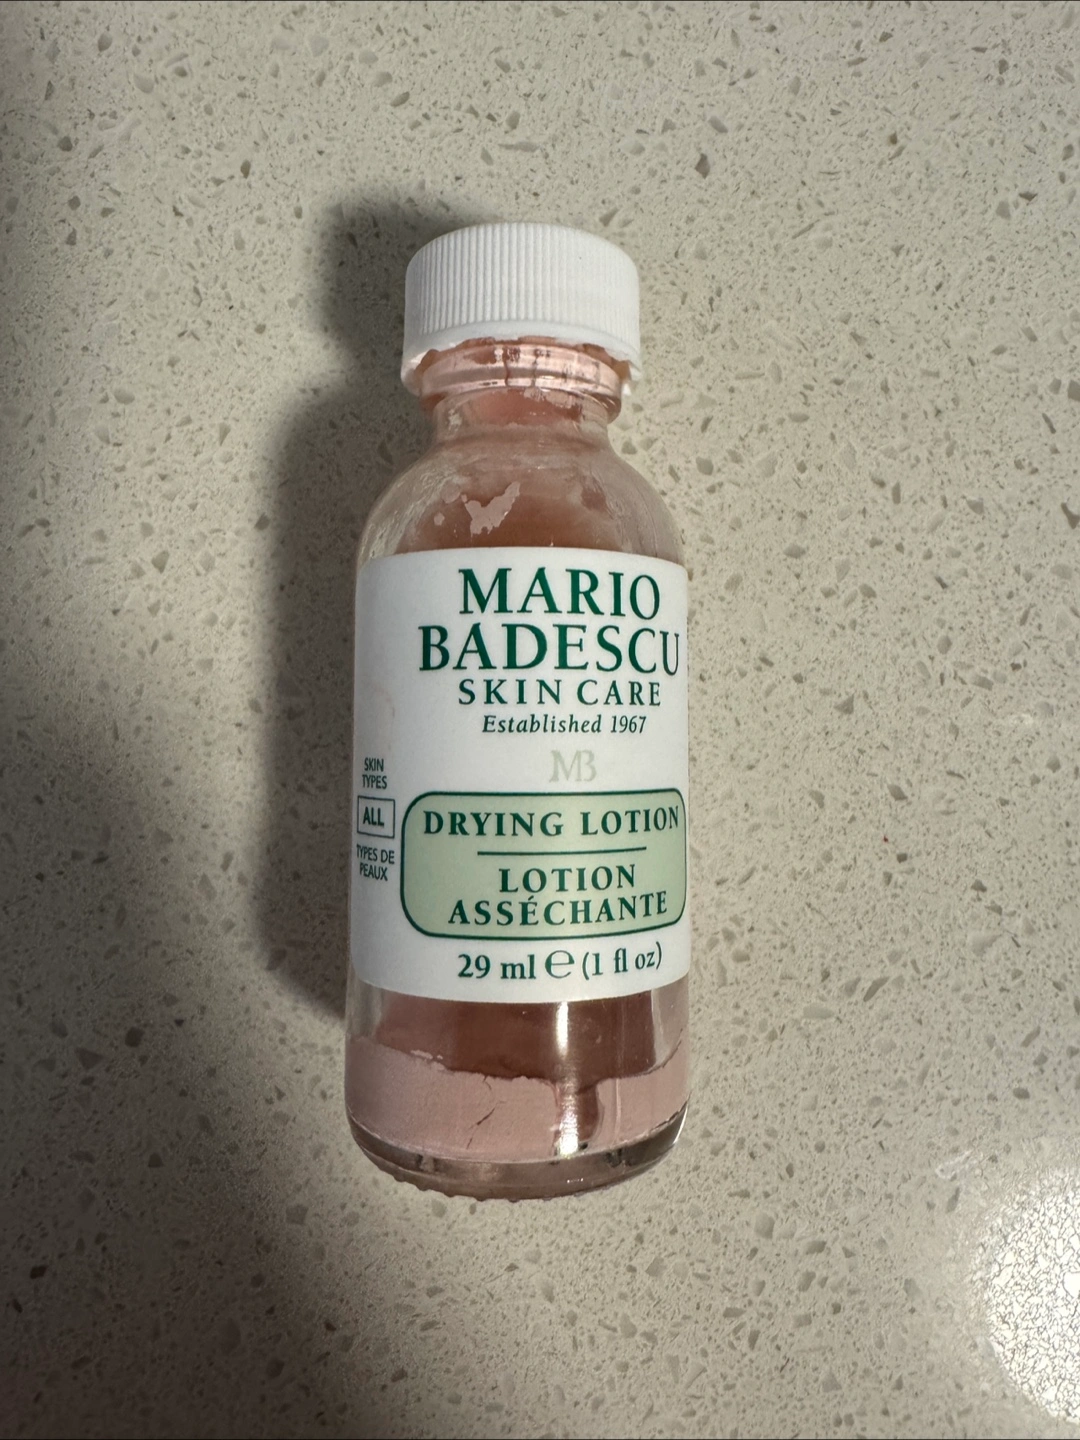 MARIO
BADESCU
SKIN CARE
Established 1967
MB
SKIN
TYPES
ALL
TYPES DE
PEAUX
DRYING LOTION
LOTION
ASSÉCHANTE
29 ml ℮ (1 fl oz)